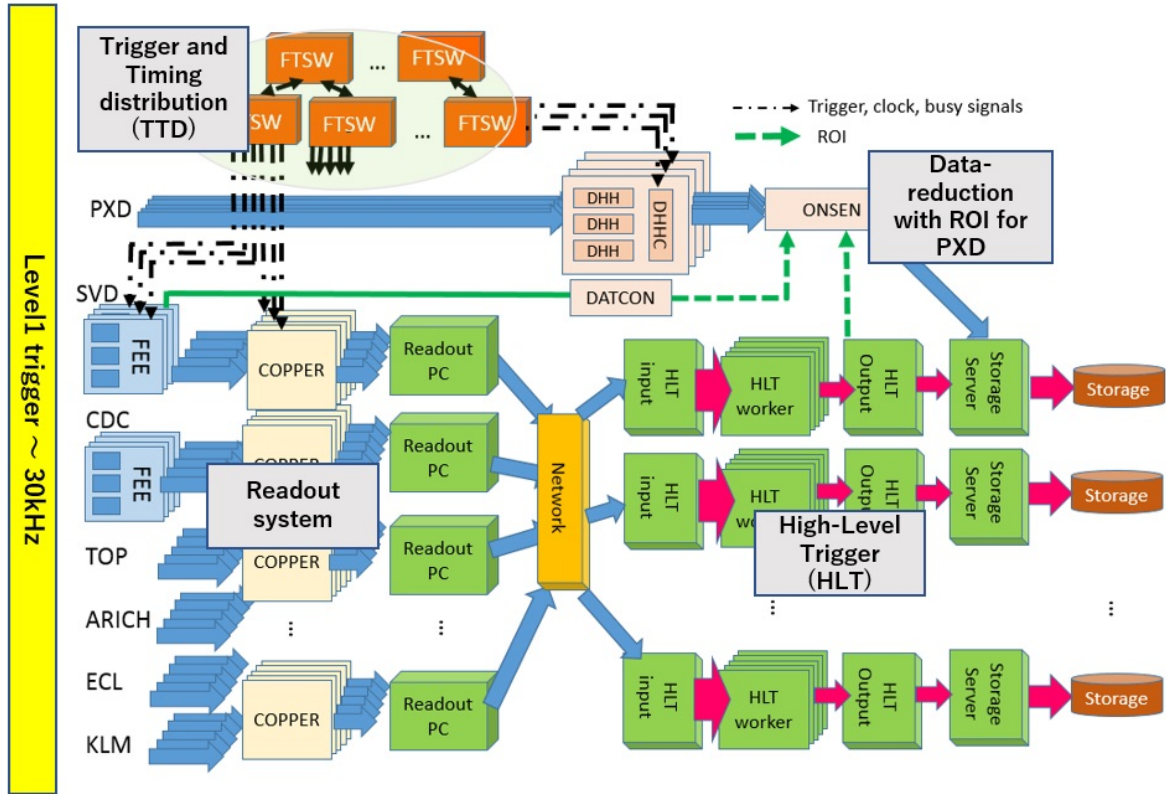 Level1 trigger ~ 30kHz
Trigger and
Timing
distribution
(TTD)
FTSW
...
FTSW
FTSW
...
FTSW
Trigger, clock, busy signals
ROI
PXD
DHH
DHH
DHH
DHHC
ONSEN
Data-
reduction
with ROI for
PXD
SVD
DATCON
FEE
COPPER
Readout
PC
HLT
input
HLT
worker
HLT
Output
Storage
Server
Storage
CDC
FEE
Readout
system
Readout
PC
Network
HLT
input
HLT
HLT
Storage
Server
Storage
High-Level
Trigger
(HLT)
TOP
COPPER
Readout
PC
ARICH
...
...
...
...
ECL
KLM
COPPER
Readout
PC
HLT
input
HLT
worker
HLT
Output
Storage
Server
Storage